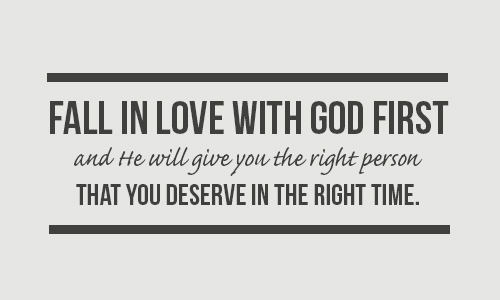 FALL IN LOVE WITH GOD FIRST
and He will give you the right person
THAT YOU DESERVE IN THE RIGHT TIME.